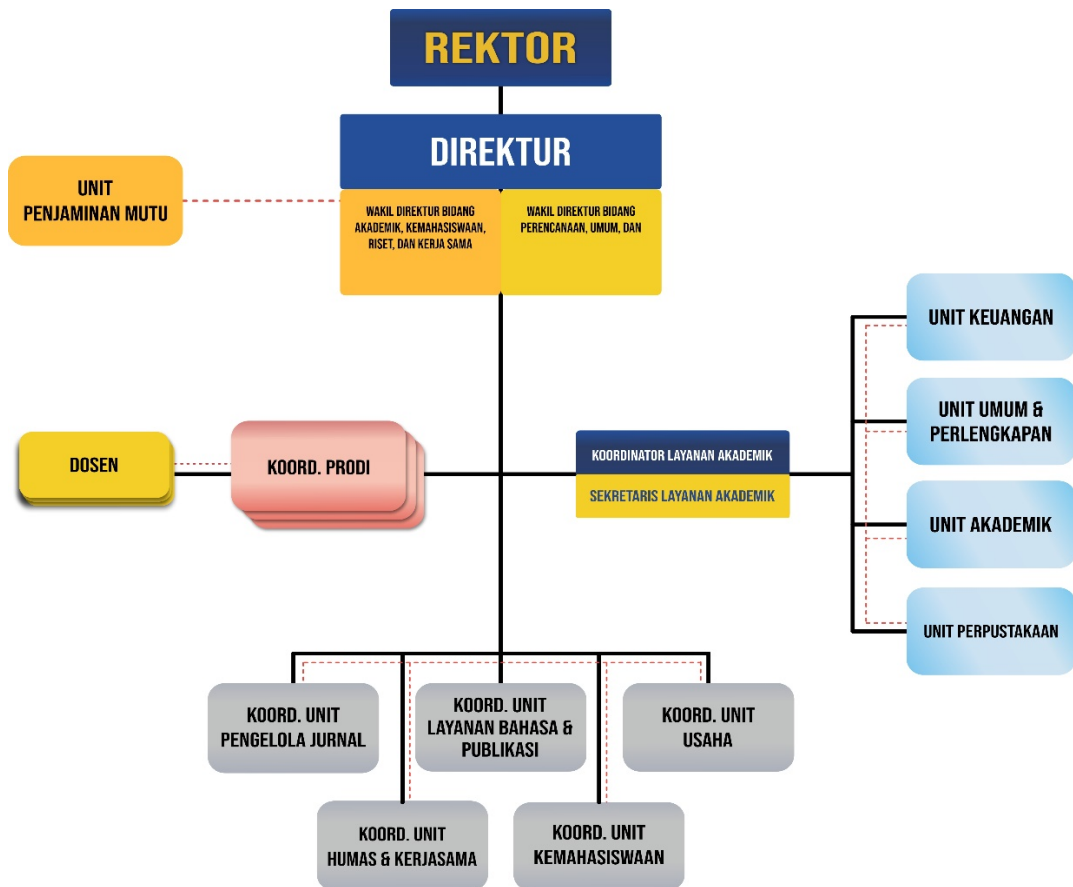 REKTOR
DIREKTUR
UNIT
PENJAMINAN MUTU
WAKIL DIREKTUR BIDANG
AKADEMIK, KEMAHASISWAAN,
RISET, DAN KERJA SAMA
WAKIL DIREKTUR BIDANG
PERENCANAAN, UMUM, DAN
UNIT KEUANGAN
UNIT UMUM &
PERLENGKAPAN
DOSEN
KOORD. PRODI
KOORDINATOR LAYANAN AKADEMIK
SEKRETARIS LAYANAN AKADEMIK
UNIT AKADEMIK
UNIT PERPUSTAKAAN
KOORD. UNIT
PENGELOLA JURNAL
KOORD. UNIT
LAYANAN BAHASA &
PUBLIKASI
KOORD. UNIT
USAHA
KOORD. UNIT
HUMAS & KERJASAMA
KOORD. UNIT
KEMAHASISWAAN